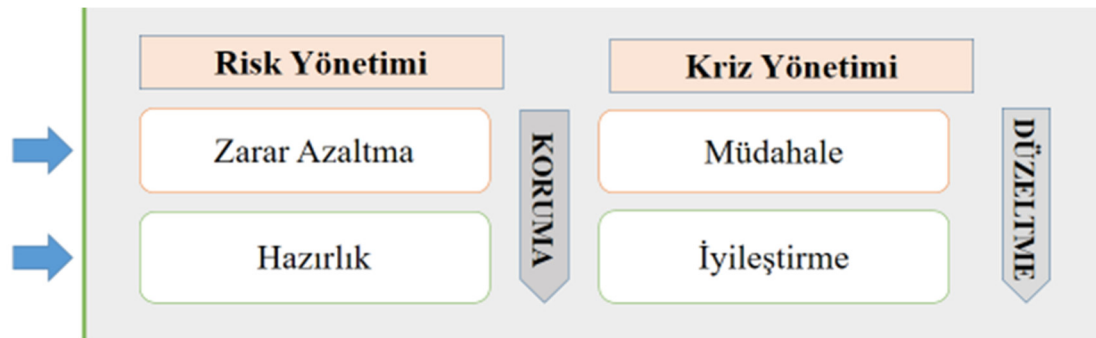 Risk Yönetimi
Kriz Yönetimi
Zarar Azaltma
KORUMA
Müdahale
DÜZELTME
Hazırlık
İyileştirme